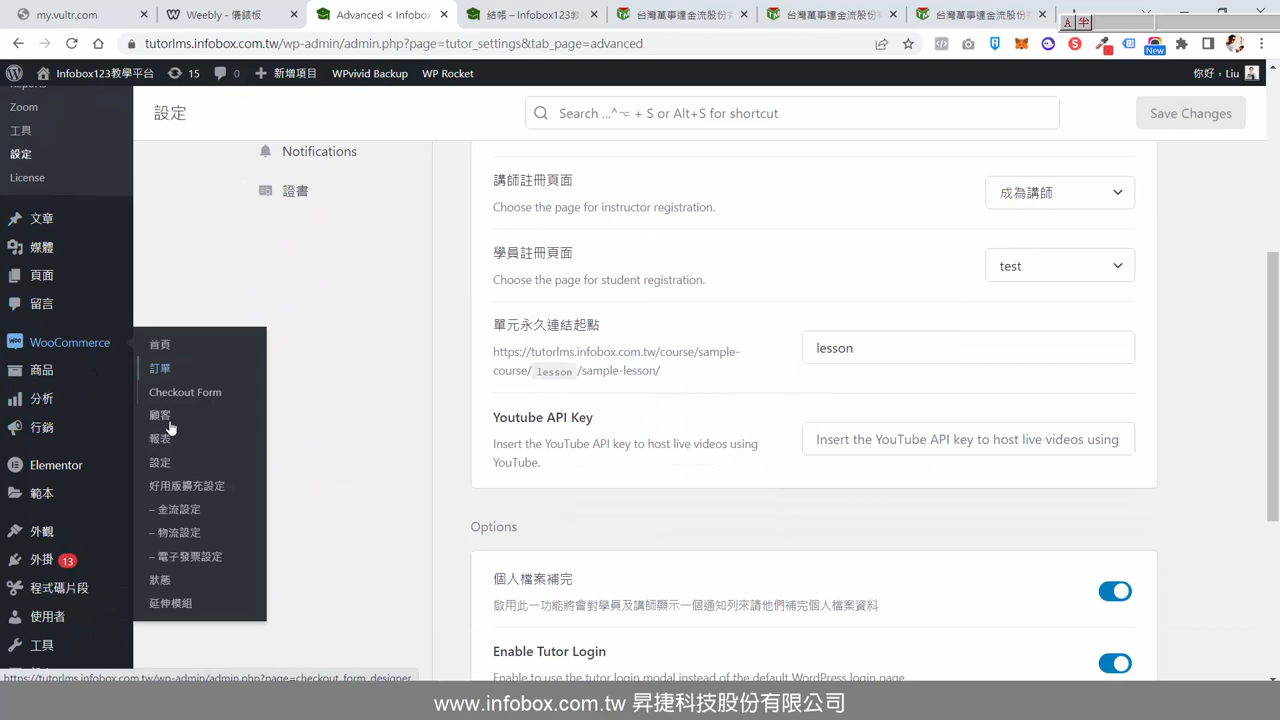 my.vultr.com
Weebly - 儀錶板
Advanced < Infobox
結帳 – Infobox123教
台灣萬事達金流股份
台灣萬事達金流股份
台灣萬事達金流股份
A 半
tutorlms.infobox.com.tw/wp-admin/admin.php?page=tutor_settings&tab_page=advance
New
Infobox123教學平台
15
0
新增項目
WPvivid Backup
WP Rocket
你好，Liu
Reports
Zoom
工具
設定
License
文章
媒體
頁面
留言
WooCommerce
商品
分析
行銷
Elementor
範本
外觀
外掛 13
程式碼片段
使用者
工具
首頁
訂單
Checkout Form
顧客
報表
設定
好用版擴充設定
– 金流設定
– 物流設定
– 電子發票設定
狀態
延伸模組
設定
Search ...^⌥ + S or Alt+S for shortcut
Save Changes
Notifications
證書
講師註冊頁面
Choose the page for instructor registration.
成為講師
學員註冊頁面
Choose the page for student registration.
test
單元永久連結起點
https://tutorlms.infobox.com.tw/course/sample-
course/ lesson /sample-lesson/
lesson
Youtube API Key
Insert the YouTube API key to host live videos using
YouTube.
Insert the YouTube API key to host live videos using
Options
個人檔案補完
啟用此一功能將會對學員及講師顯示一個通知列來請他們補完個人檔案資料
Enable Tutor Login
Enable to use the tutor login modal instead of the default WordPress login page
https://tutorlms.infobox.com.tw/wp-admin/admin.php?page=checkout_form_designer
www.infobox.com.tw 昇捷科技股份有限公司